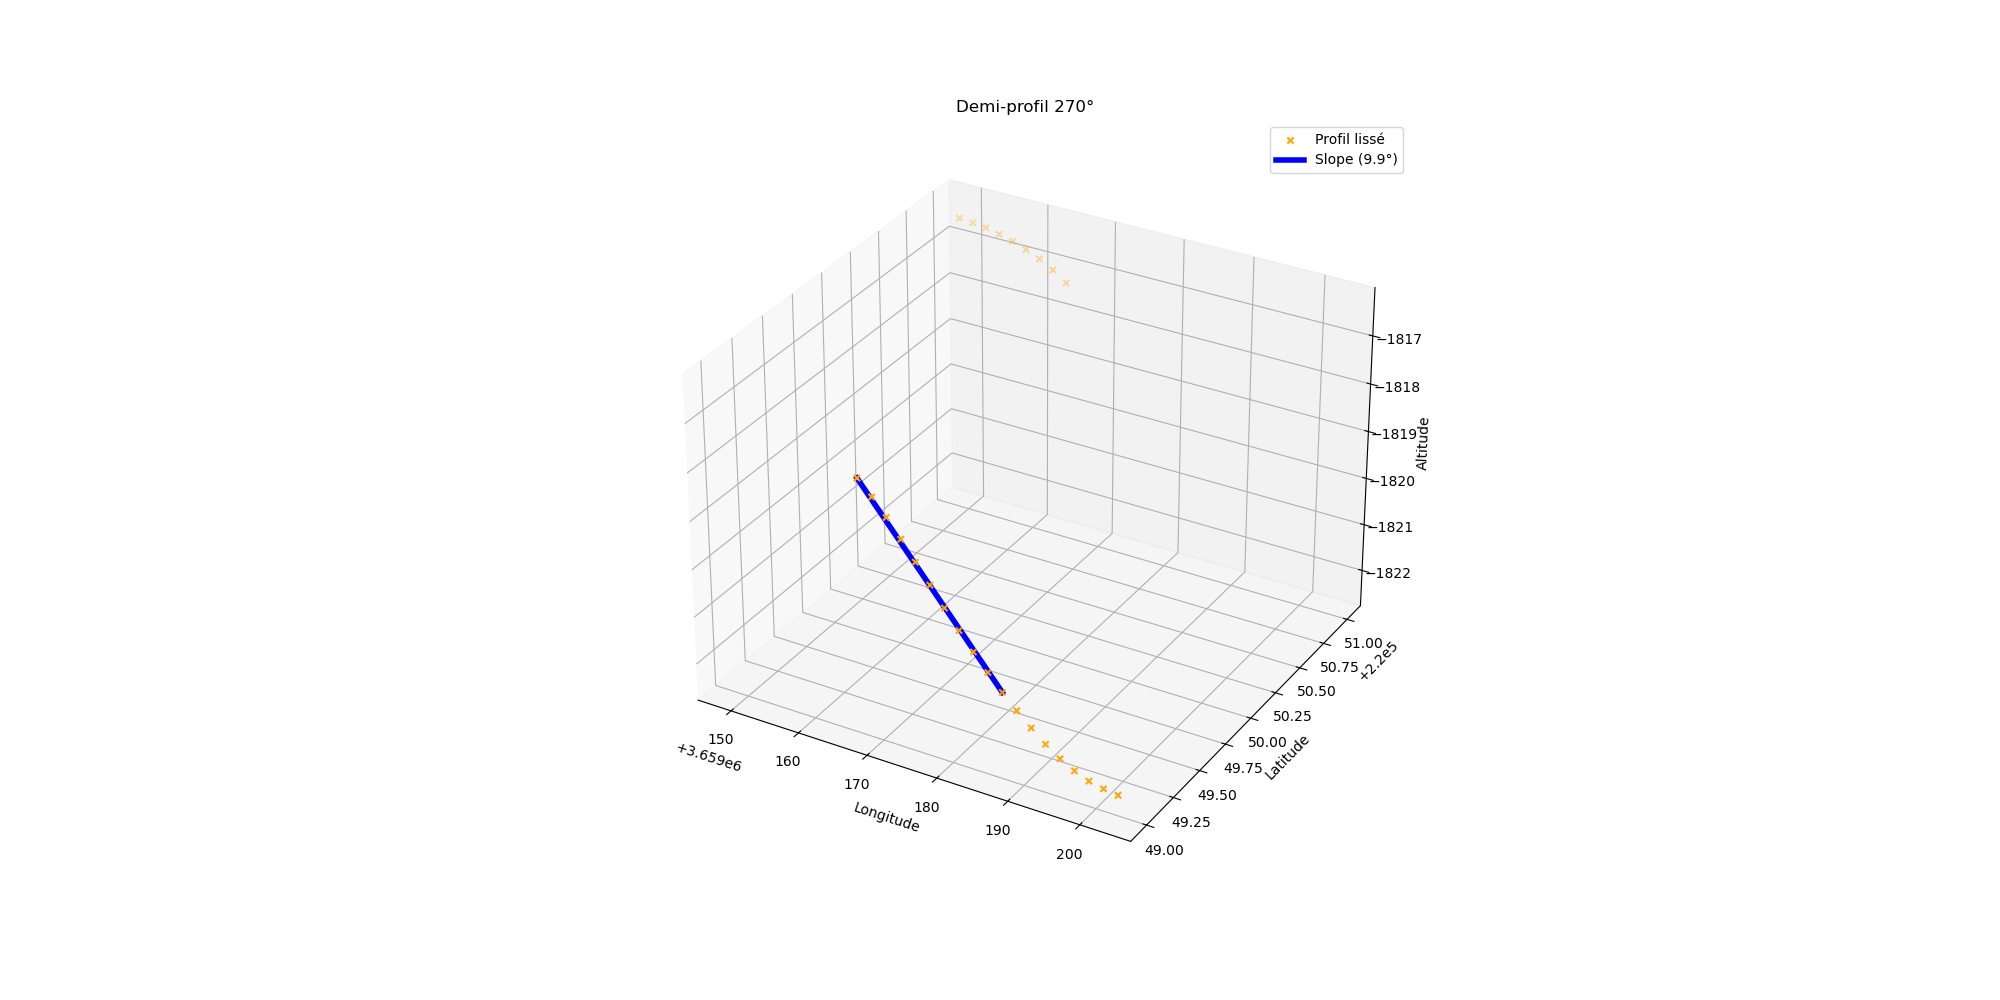 Demi-profil 270°
Profil lissé
Slope (9.9°)
−1817
−1818
−1819
−1820
−1821
−1822
Altitude
51.00
50.75
50.50
50.25
50.00
49.75
49.50
49.25
49.00
+2.2e5
Latitude
150
160
170
180
190
200
+3.659e6
Longitude